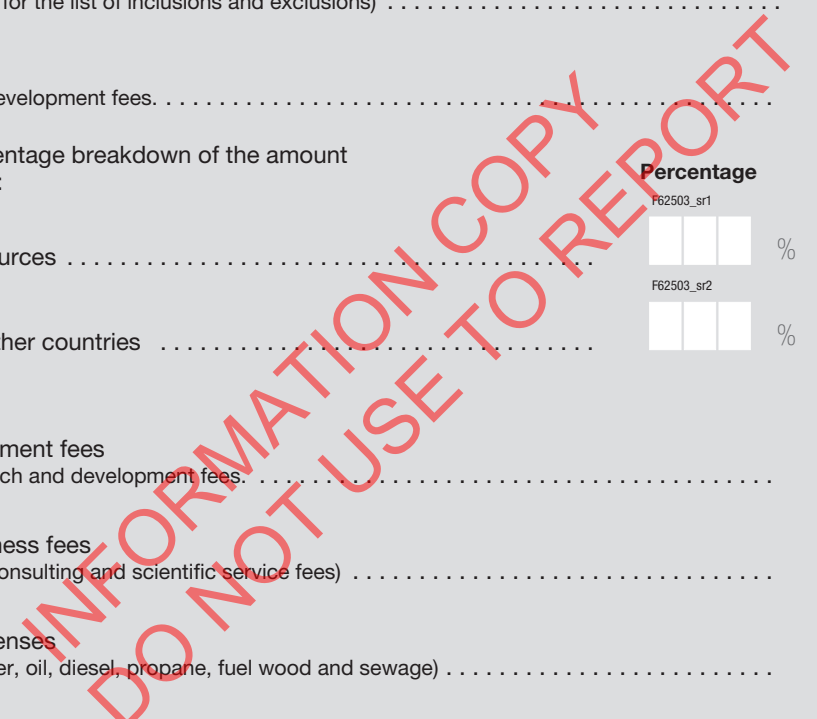 for the list of inclusions and exclusions) . . . . . . . . . . . . . . . . . . . . . . . . . . . . . .
evelopment fees. . . . . . . . . . . . . . . . . . . . . . . . . . . . . . . . . . . . . . . . . . . . . .
entage breakdown of the amount
:
Percentage
F62503_sr1
urces . . . . . . . . . . . . . . . . . . . . . . . . . . . . . . . . . . . . . . . . %
F62503_sr2
her countries . . . . . . . . . . . . . . . . . . . . . . . . . . . . . . . . . %
ment fees
ch and development fees. . . . . . . . . . . . . . . . . . . . . . . . . . . . . . . . . . . . . . . .
ness fees
onsulting and scientific service fees) . . . . . . . . . . . . . . . . . . . . . . . . . . . . . . . .
enses
er, oil, diesel, propane, fuel wood and sewage) . . . . . . . . . . . . . . . . . . . . . . . . .
INFORMATION COPY
DO NOT USE TO REPORT